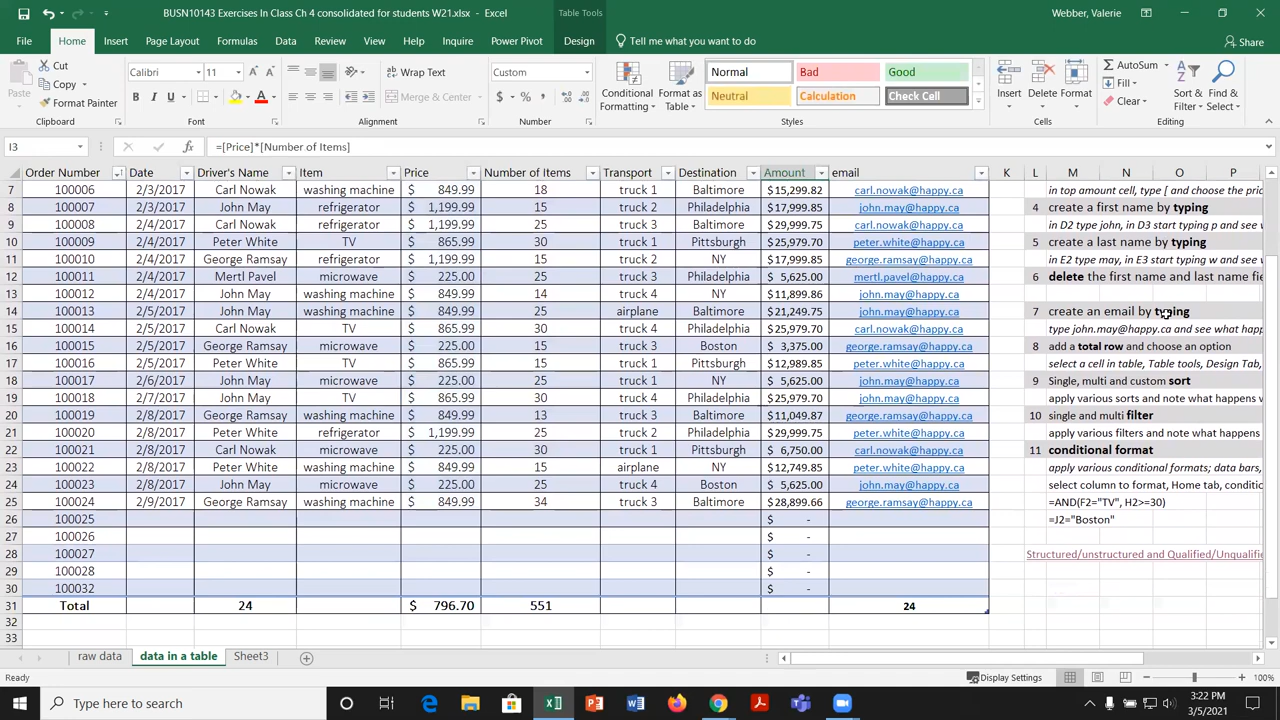 BUSN10143 Exercises In Class Ch 4 consolidated for students W21.xlsx - Excel
Table Tools
Webber, Valerie
File Home Insert Page Layout Formulas Data Review View Help Inquire Power Pivot Design Tell me what you want to do Share
Paste
Cut
Copy
Format Painter
Calibri 11
B I U
Wrap Text
Merge & Center
Custom
$ % ,
Conditional Formatting
Format as Table
Normal Bad Good
Neutral Calculation Check Cell
Insert Delete Format
AutoSum
Fill
Clear
Sort & Filter
Find & Select
Clipboard Font Alignment Number Styles Cells Editing
I3 fx =[Price]*[Number of Items]
Order Number Date Driver's Name Item Price Number of Items Transport Destination Amount email K L M N O P
7 100006 2/3/2017 Carl Nowak washing machine $ 849.99 18 truck 1 Baltimore $15,299.82 carl.nowak@happy.ca in top amount cell, type [ and choose the pric
8 100007 2/3/2017 John May refrigerator $ 1,199.99 15 truck 2 Philadelphia $17,999.85 john.may@happy.ca 4 create a first name by typing
9 100008 2/4/2017 Carl Nowak refrigerator $ 1,199.99 25 truck 3 Baltimore $29,999.75 carl.nowak@happy.ca in D2 type john, in D3 start typing p and see w
10 100009 2/4/2017 Peter White TV $ 865.99 30 truck 1 Pittsburgh $25,979.70 peter.white@happy.ca 5 create a last name by typing
11 100010 2/4/2017 George Ramsay refrigerator $ 1,199.99 15 truck 2 NY $17,999.85 george.ramsay@happy.ca in E2 type may, in E3 start typing w and see w
12 100011 2/4/2017 Mertl Pavel microwave $ 225.00 25 truck 3 Philadelphia $ 5,625.00 mertl.pavel@happy.ca 6 delete the first name and last name fie
13 100012 2/4/2017 John May washing machine $ 849.99 14 truck 4 NY $11,899.86 john.may@happy.ca
14 100013 2/4/2017 John May washing machine $ 849.99 25 airplane Baltimore $21,249.75 john.may@happy.ca 7 create an email by typing
15 100014 2/4/2017 Carl Nowak TV $ 865.99 30 truck 4 Pittsburgh $25,979.70 carl.nowak@happy.ca type john.may@happy.ca and see what happ
16 100015 2/5/2017 George Ramsay microwave $ 225.00 15 truck 3 Boston $ 3,375.00 george.ramsay@happy.ca 8 add a total row and choose an option
17 100016 2/5/2017 Peter White TV $ 865.99 15 truck 1 Pittsburgh $12,989.85 peter.white@happy.ca select a cell in table, Table tools, Design Tab,
18 100017 2/6/2017 John May microwave $ 225.00 25 truck 1 NY $ 5,625.00 john.may@happy.ca 9 Single, multi and custom sort
19 100018 2/7/2017 John May TV $ 865.99 30 truck 4 NY $25,979.70 john.may@happy.ca apply various sorts and note what happens w
20 100019 2/8/2017 George Ramsay washing machine $ 849.99 13 truck 3 Baltimore $11,049.87 george.ramsay@happy.ca 10 single and multi filter
21 100020 2/8/2017 Peter White refrigerator $ 1,199.99 25 truck 2 Philadelphia $29,999.75 peter.white@happy.ca apply various filters and note what happens
22 100021 2/8/2017 Carl Nowak microwave $ 225.00 30 truck 1 Pittsburgh $ 6,750.00 carl.nowak@happy.ca 11 conditional format
23 100022 2/8/2017 Peter White washing machine $ 849.99 15 airplane NY $12,749.85 peter.white@happy.ca apply various conditional formats; data bars,
24 100023 2/8/2017 John May microwave $ 225.00 25 truck 4 Boston $ 5,625.00 john.may@happy.ca select column to format, Home tab, conditio
25 100024 2/9/2017 George Ramsay washing machine $ 849.99 34 truck 3 Baltimore $28,899.66 george.ramsay@happy.ca =AND(F2="TV", H2>=30)
26 100025 $ - =J2="Boston"
27 100026 $ -
28 100027 $ - Structured/unstructured and Qualified/Unqualifie
29 100028 $ -
30 100032 $ -
31 Total 24 $ 796.70 551 24
32
33
raw data data in a table Sheet3
Ready Display Settings 100%
Type here to search
3:22 PM
3/5/2021